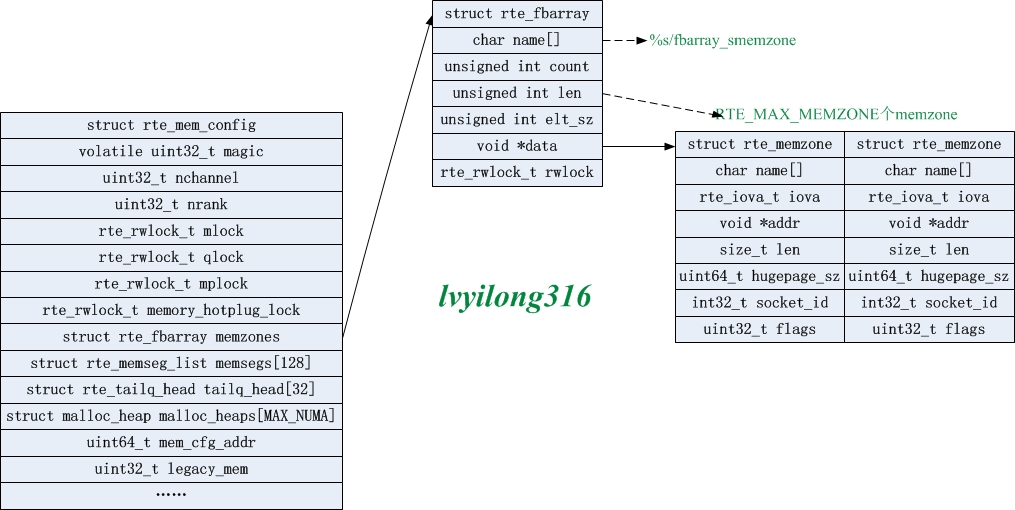 struct rte_fbarray
char name[]
%s/fbarray_smemzone
unsigned int count
unsigned int len
RTE_MAX_MEMZONE个memzone
unsigned int elt_sz
void *data
rte_rwlock_t rwlock
struct rte_mem_config
volatile uint32_t magic
uint32_t nchannel
uint32_t nrank
rte_rwlock_t mlock
rte_rwlock_t qlock
rte_rwlock_t mplock
rte_rwlock_t memory_hotplug_lock
struct rte_fbarray memzones
struct rte_memseg_list memsegs[128]
struct rte_tailq_head tailq_head[32]
struct malloc_heap malloc_heaps[MAX_NUMA]
uint64_t mem_cfg_addr
uint32_t legacy_mem
······
struct rte_memzone struct rte_memzone
char name[] char name[]
rte_iova_t iova rte_iova_t iova
void *addr void *addr
size_t len size_t len
uint64_t hugepage_sz uint64_t hugepage_sz
int32_t socket_id int32_t socket_id
uint32_t flags uint32_t flags
lvyilong316